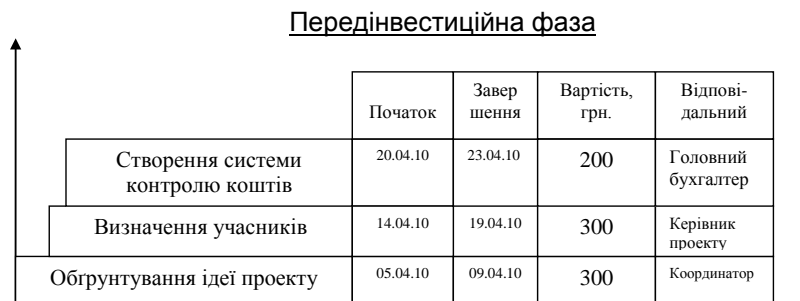 Передінвестиційна фаза
Початок
Завер
шення
Вартість,
грн.
Відпові-
дальний
Створення системи
контролю коштів
20.04.10
23.04.10
200
Головний
бухгалтер
Визначення учасників
14.04.10
19.04.10
300
Керівник
проекту
Обґрунтування ідеї проекту
05.04.10
09.04.10
300
Координатор